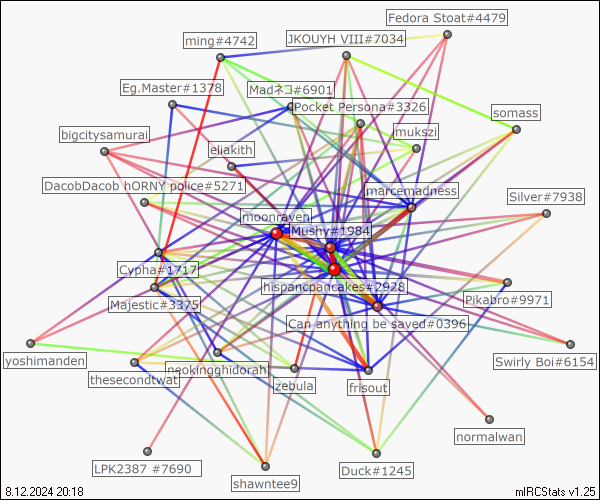 Fedora Stoat#4479
ming#4742
JKOUYH VIII#7034
Eg.Master#1378
Madネコ#6901
Pocket Persona#3326
somass
bigcitysamurai
mukszi
eliakith
DacobDacob hORNY police#5271
marcemadness
Silver#7938
moonraven
Mushy#1984
Cypha#1717
hispancpancakes#2928
Majestic#3375
Pikabro#9971
Can anything be saved#0396
yoshimanden
neokingghidorah
Swirly Boi#6154
thesecondtwat
zebula
frisout
normalwan
LPK2387 #7690
Duck#1245
shawntee9
8.12.2024 20:18
mIRCStats v1.25